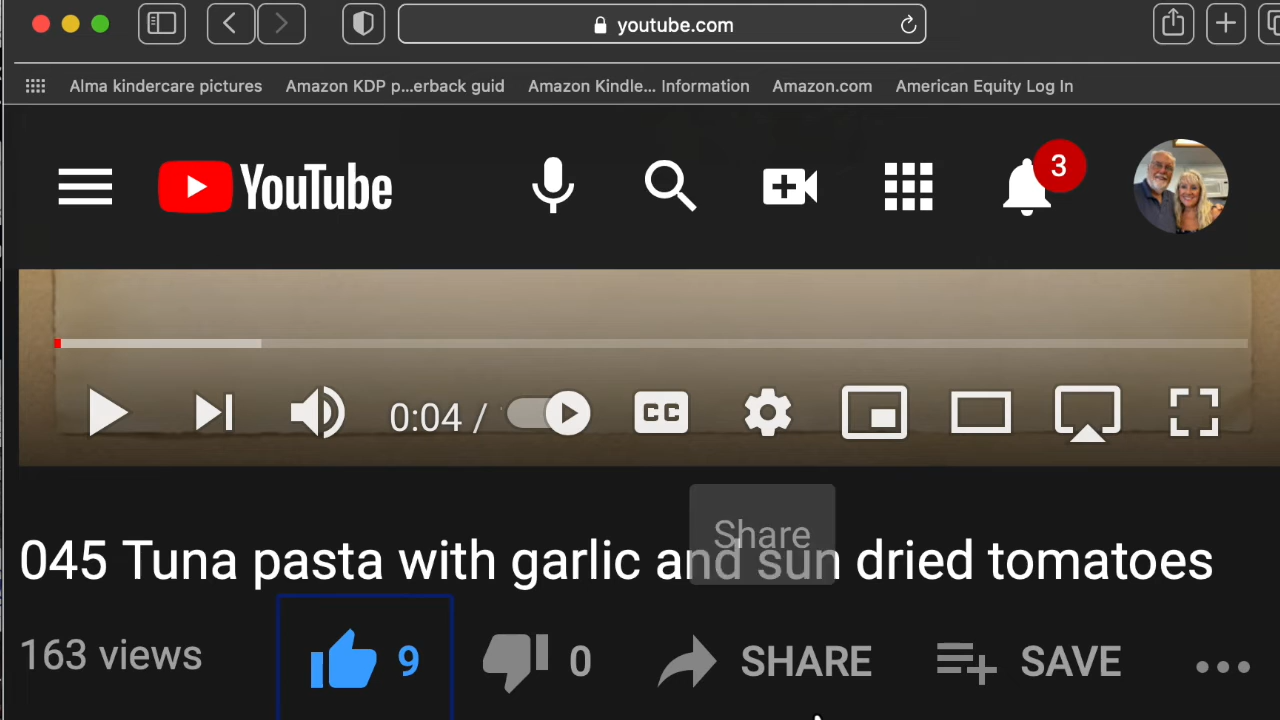 youtube.com
Alma kindercare pictures Amazon KDP p...erback guid Amazon Kindle... Information Amazon.com American Equity Log In
YouTube 3
0:04 / CC
Share
045 Tuna pasta with garlic and sun dried tomatoes
163 views 9 0 SHARE SAVE